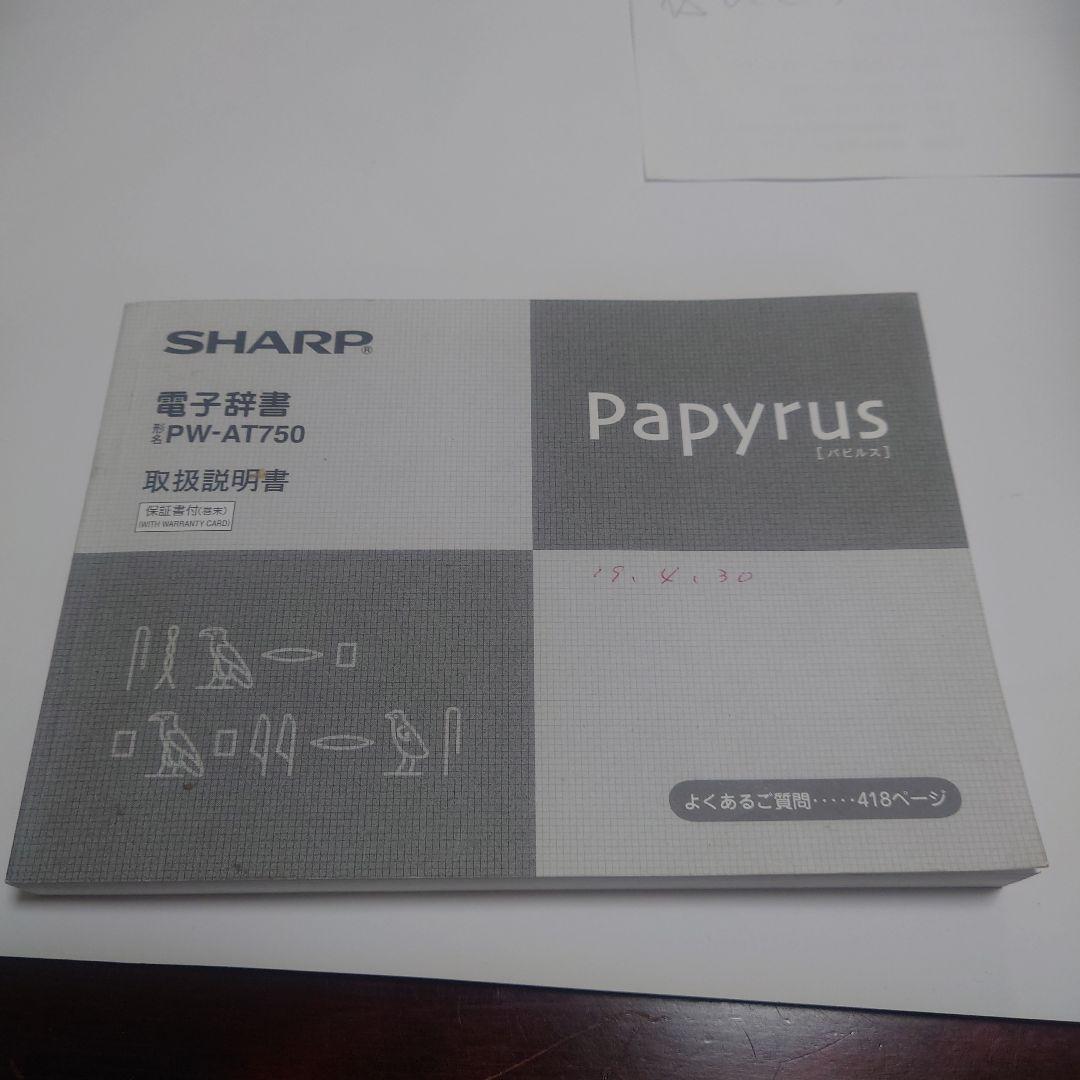 SHARP®
電子辞書
形名 PW-AT750
取扱説明書
保証書付(巻末)
(WITH WARRANTY CARD)
Papyrus
[パピルス]
19.4.30
よくあるご質問・・・・・418ページ